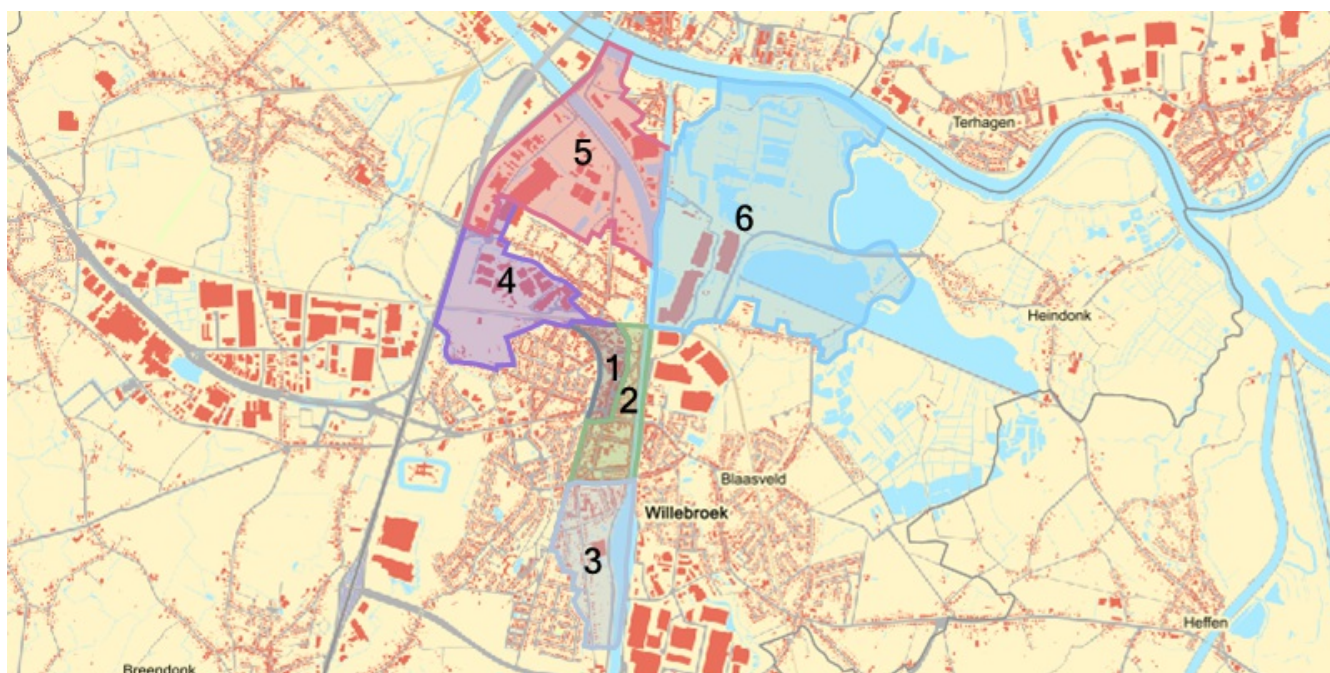 Terhagen
5
6
4
Heindonk
1
2
Blaasveld
Willebroek
3
Heffen
Breendonk